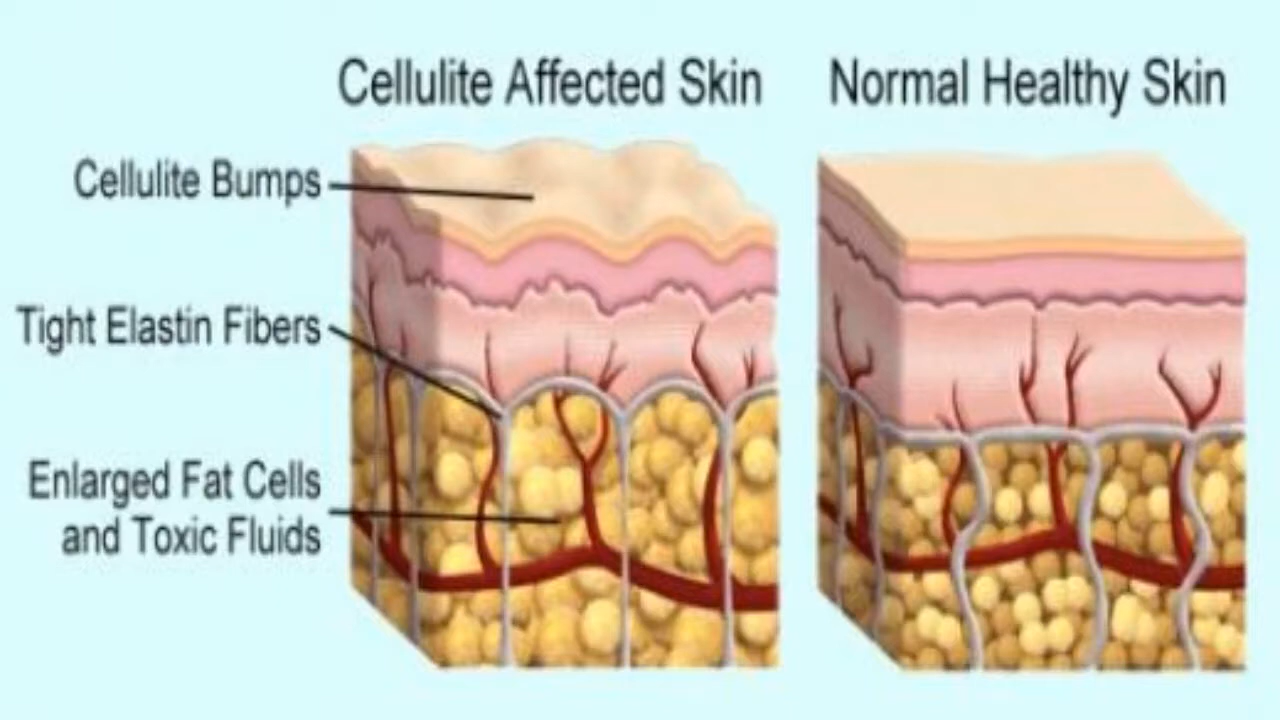 Cellulite Affected Skin
Normal Healthy Skin
Cellulite Bumps
Tight Elastin Fibers
Enlarged Fat Cells
and Toxic Fluids